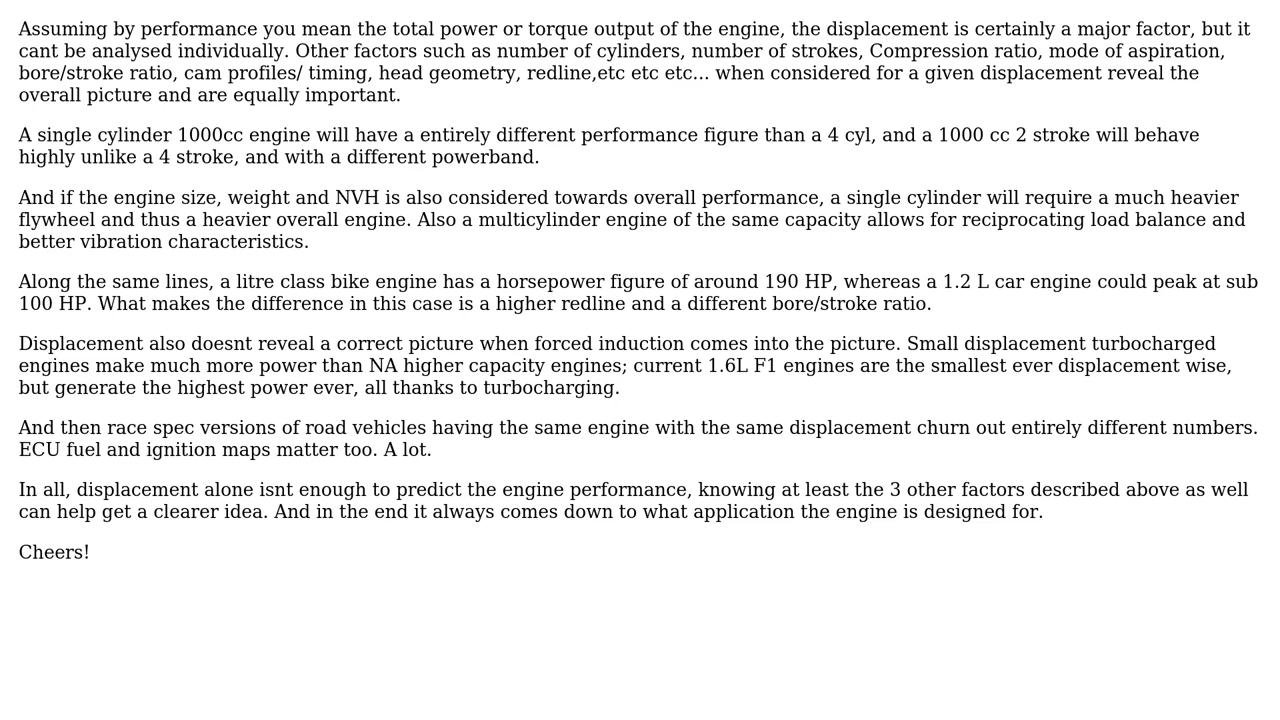 Assuming by performance you mean the total power or torque output of the engine, the displacement is certainly a major factor, but it
cant be analysed individually. Other factors such as number of cylinders, number of strokes, Compression ratio, mode of aspiration,
bore/stroke ratio, cam profiles/ timing, head geometry, redline,etc etc etc... when considered for a given displacement reveal the
overall picture and are equally important.
A single cylinder 1000cc engine will have a entirely different performance figure than a 4 cyl, and a 1000 cc 2 stroke will behave
highly unlike a 4 stroke, and with a different powerband.
And if the engine size, weight and NVH is also considered towards overall performance, a single cylinder will require a much heavier
flywheel and thus a heavier overall engine. Also a multicylinder engine of the same capacity allows for reciprocating load balance and
better vibration characteristics.
Along the same lines, a litre class bike engine has a horsepower figure of around 190 HP, whereas a 1.2 L car engine could peak at sub
100 HP. What makes the difference in this case is a higher redline and a different bore/stroke ratio.
Displacement also doesnt reveal a correct picture when forced induction comes into the picture. Small displacement turbocharged
engines make much more power than NA higher capacity engines; current 1.6L F1 engines are the smallest ever displacement wise,
but generate the highest power ever, all thanks to turbocharging.
And then race spec versions of road vehicles having the same engine with the same displacement churn out entirely different numbers.
ECU fuel and ignition maps matter too. A lot.
In all, displacement alone isnt enough to predict the engine performance, knowing at least the 3 other factors described above as well
can help get a clearer idea. And in the end it always comes down to what application the engine is designed for.
Cheers!